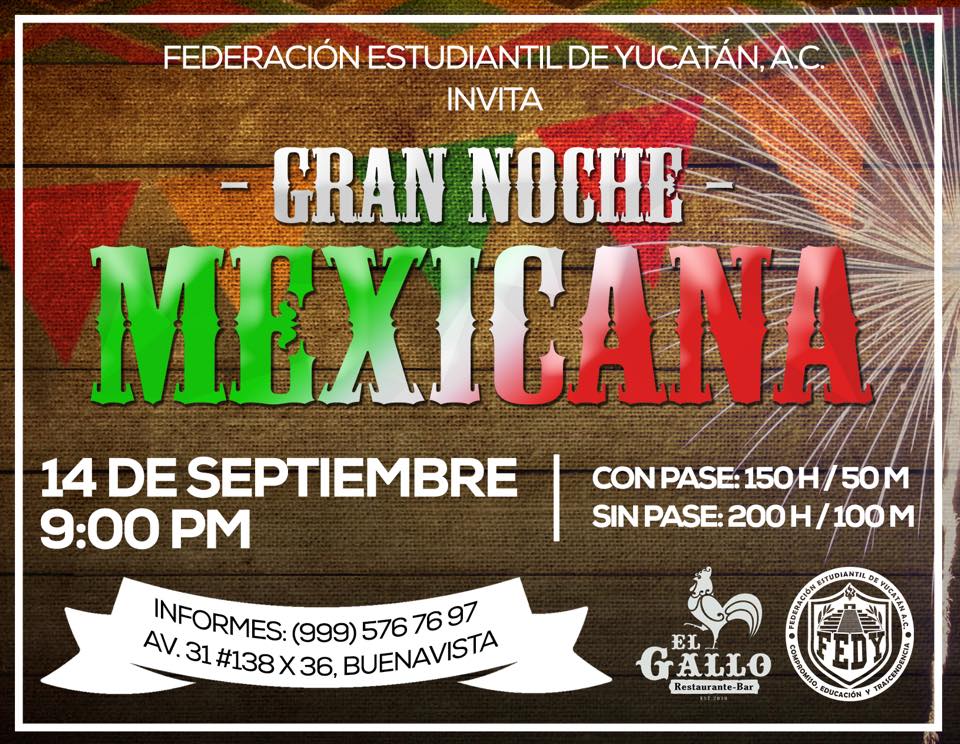 FEDERACIÓN ESTUDIANTIL DE YUCATÁN, A.C.
INVITA
- GRAN NOCHE -
MEXICANA
14 DE SEPTIEMBRE
9:00 PM
CON PASE: 150 H / 50 M
SIN PASE: 200 H / 100 M
INFORMES: (999) 576 76 97
AV. 31 #138 X 36, BUENAVISTA
EL
GALLO
Restaurante-Bar
EST 2010
FEDERACIÓN ESTUDIANTIL DE YUCATÁN A.C.
FEDY
COMPROMISO, EDUCACIÓN Y TRASCENDENCIA